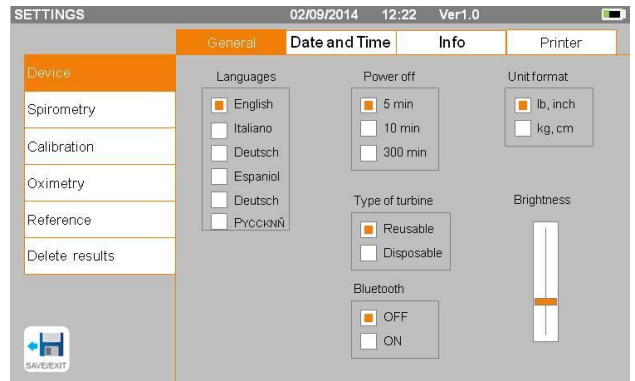 SETTINGS 02/09/2014 12:22 Ver1.0
General Date and Time Info Printer
Device
Spirometry
Calibration
Oximetry
Reference
Delete results
SAVE/EXIT
Languages
English
Italiano
Deutsch
Espaniol
Deutsch
РУССКNЙ
Power off
5 min
10 min
300 min
Type of turbine
Reusable
Disposable
Bluetooth
OFF
ON
Unit format
lb, inch
kg, cm
Brightness